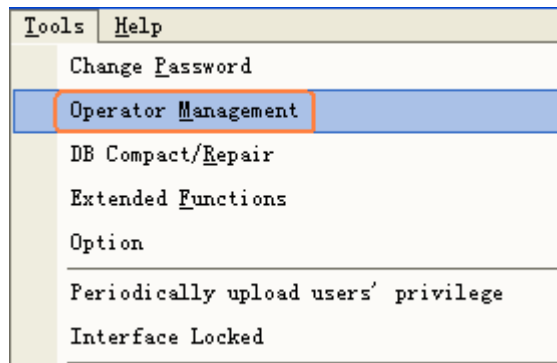 Tools Help
Change Password
Operator Management
DB Compact/Repair
Extended Functions
Option
Periodically upload users' privilege
Interface Locked